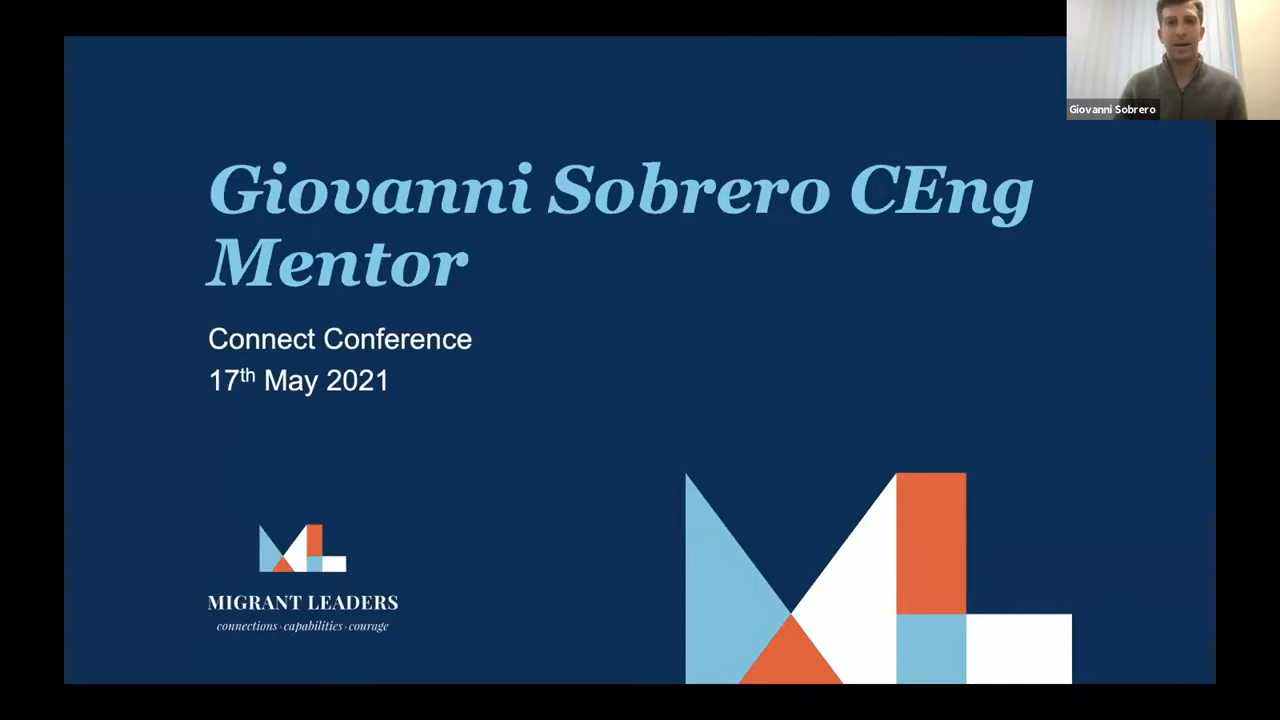 Giovanni Sobrero
Giovanni Sobrero CEng
Mentor
Connect Conference
17th May 2021
MIGRANT LEADERS
connections · capabilities · courage